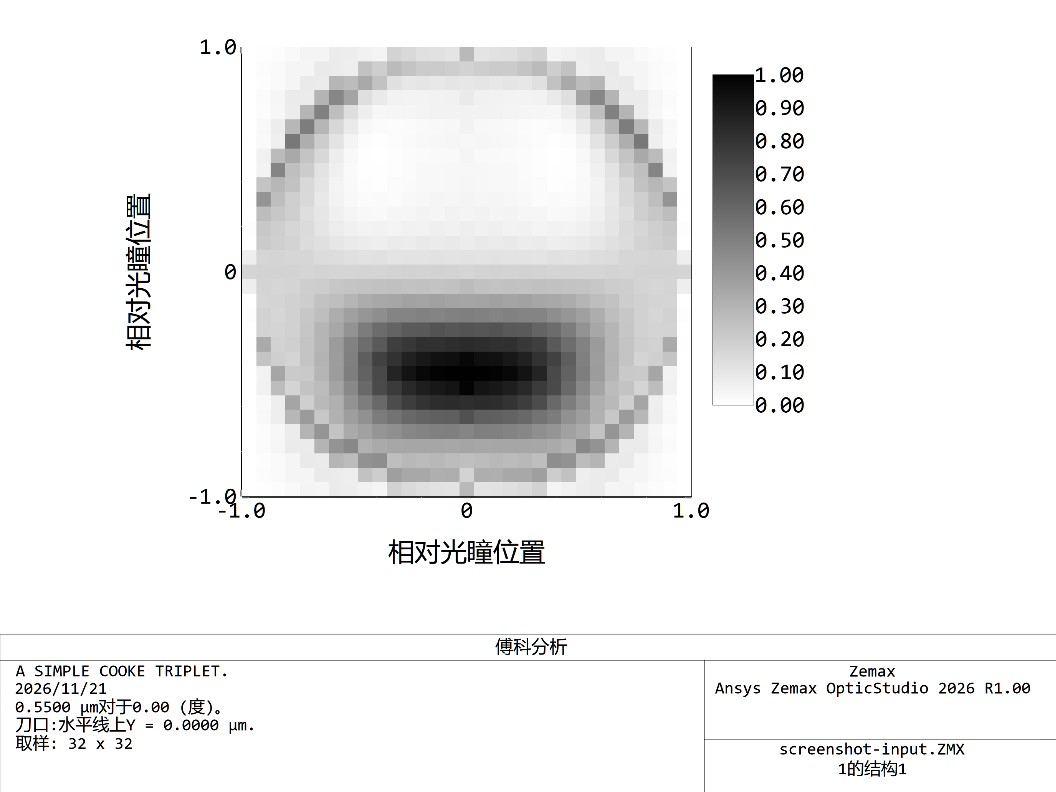 1.0
0
-1.0
-1.0
0
1.0
相对光瞳位置
相对光瞳位置
1.00
0.90
0.80
0.70
0.60
0.50
0.40
0.30
0.20
0.10
0.00
傅科分析
A SIMPLE COOKE TRIPLET.
2026/11/21
0.5500 µm对于0.00 (度)。
刀口:水平线上Y = 0.0000 µm.
取样: 32 x 32
Zemax
Ansys Zemax OpticStudio 2026 R1.00
screenshot-input.ZMX
1的结构1